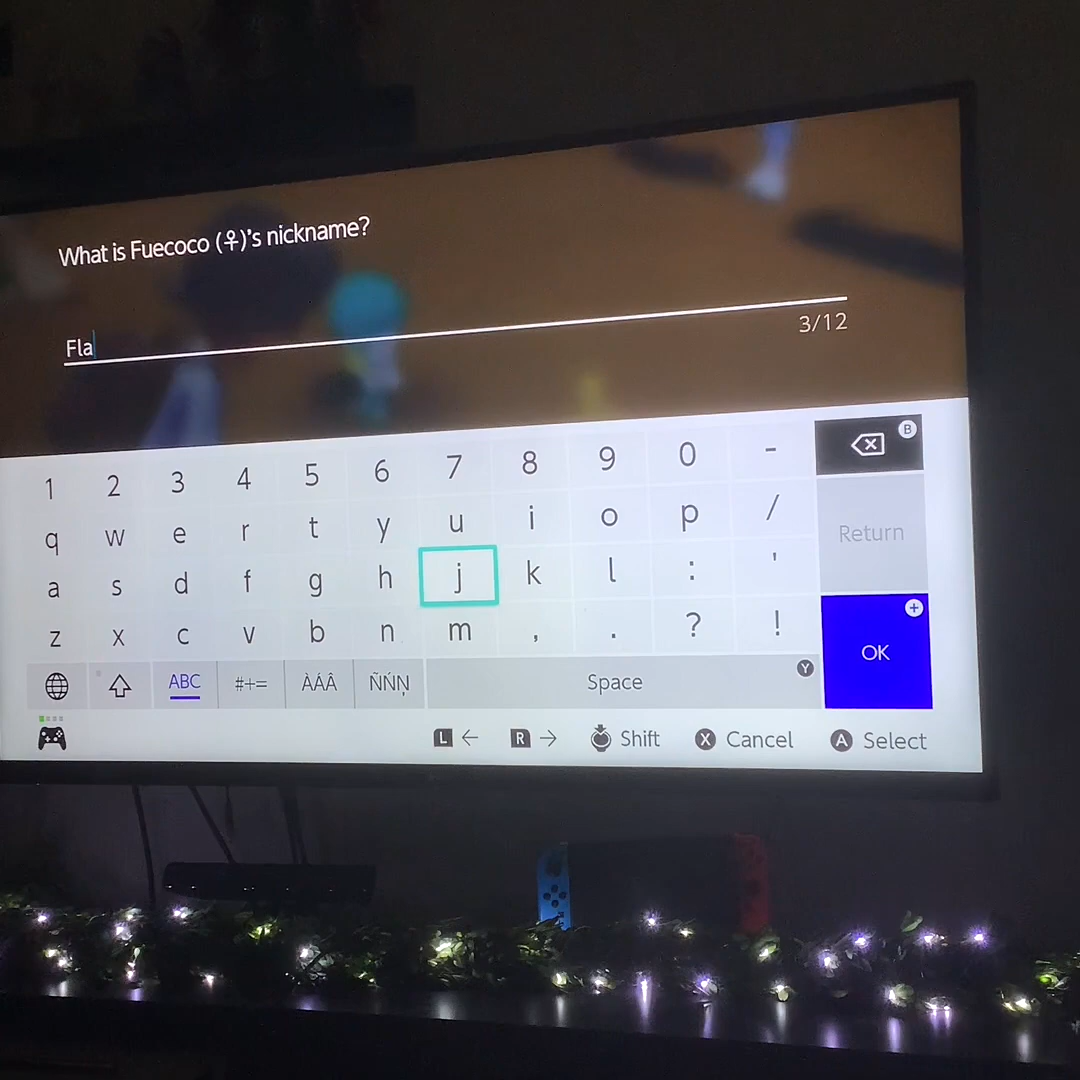 What is Fuecoco (♀)'s nickname?
Fla
3/12
1 2 3 4 5 6 7 8 9 0 - B
q w e r t y u i o p / Return
a s d f g h j k l : '
z x c v b n m , . ? ! + OK
ABC #+= ÀÁÂ ÑŃŅ Space Y
L ← R → Shift X Cancel A Select